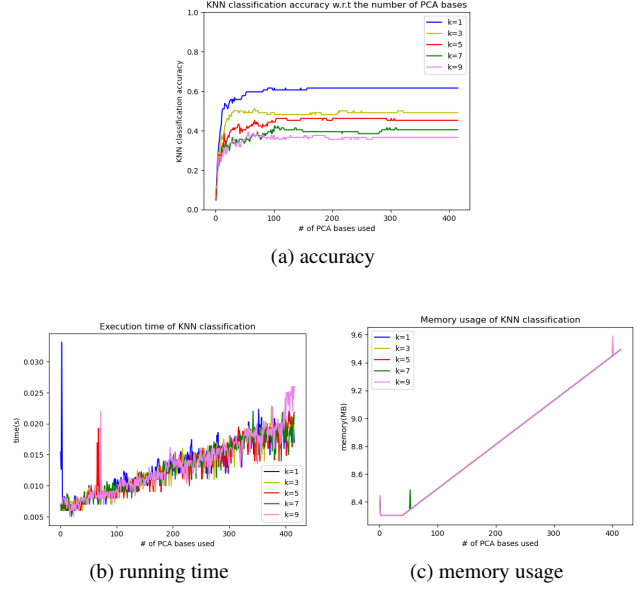 KNN classification accuracy w.r.t the number of PCA bases
1.0
0.8
0.6
0.4
0.2
0.0
KNN classification accuracy
k=1
k=3
k=5
k=7
k=9
0 100 200 300 400
# of PCA bases used
(a) accuracy
Execution time of KNN classification
0.030
0.025
0.020
0.015
0.010
0.005
time(s)
k=1
k=3
k=5
k=7
k=9
0 100 200 300 400
# of PCA bases used
(b) running time
Memory usage of KNN classification
9.6
9.4
9.2
9.0
8.8
8.6
8.4
memory(MB)
k=1
k=3
k=5
k=7
k=9
0 100 200 300 400
# of PCA bases used
(c) memory usage